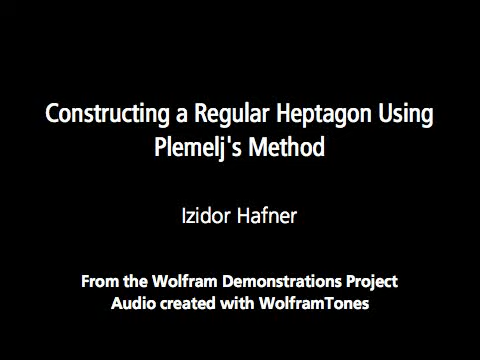 Constructing a Regular Heptagon Using
Plemelj's Method
Izidor Hafner
From the Wolfram Demonstrations Project
Audio created with WolframTones